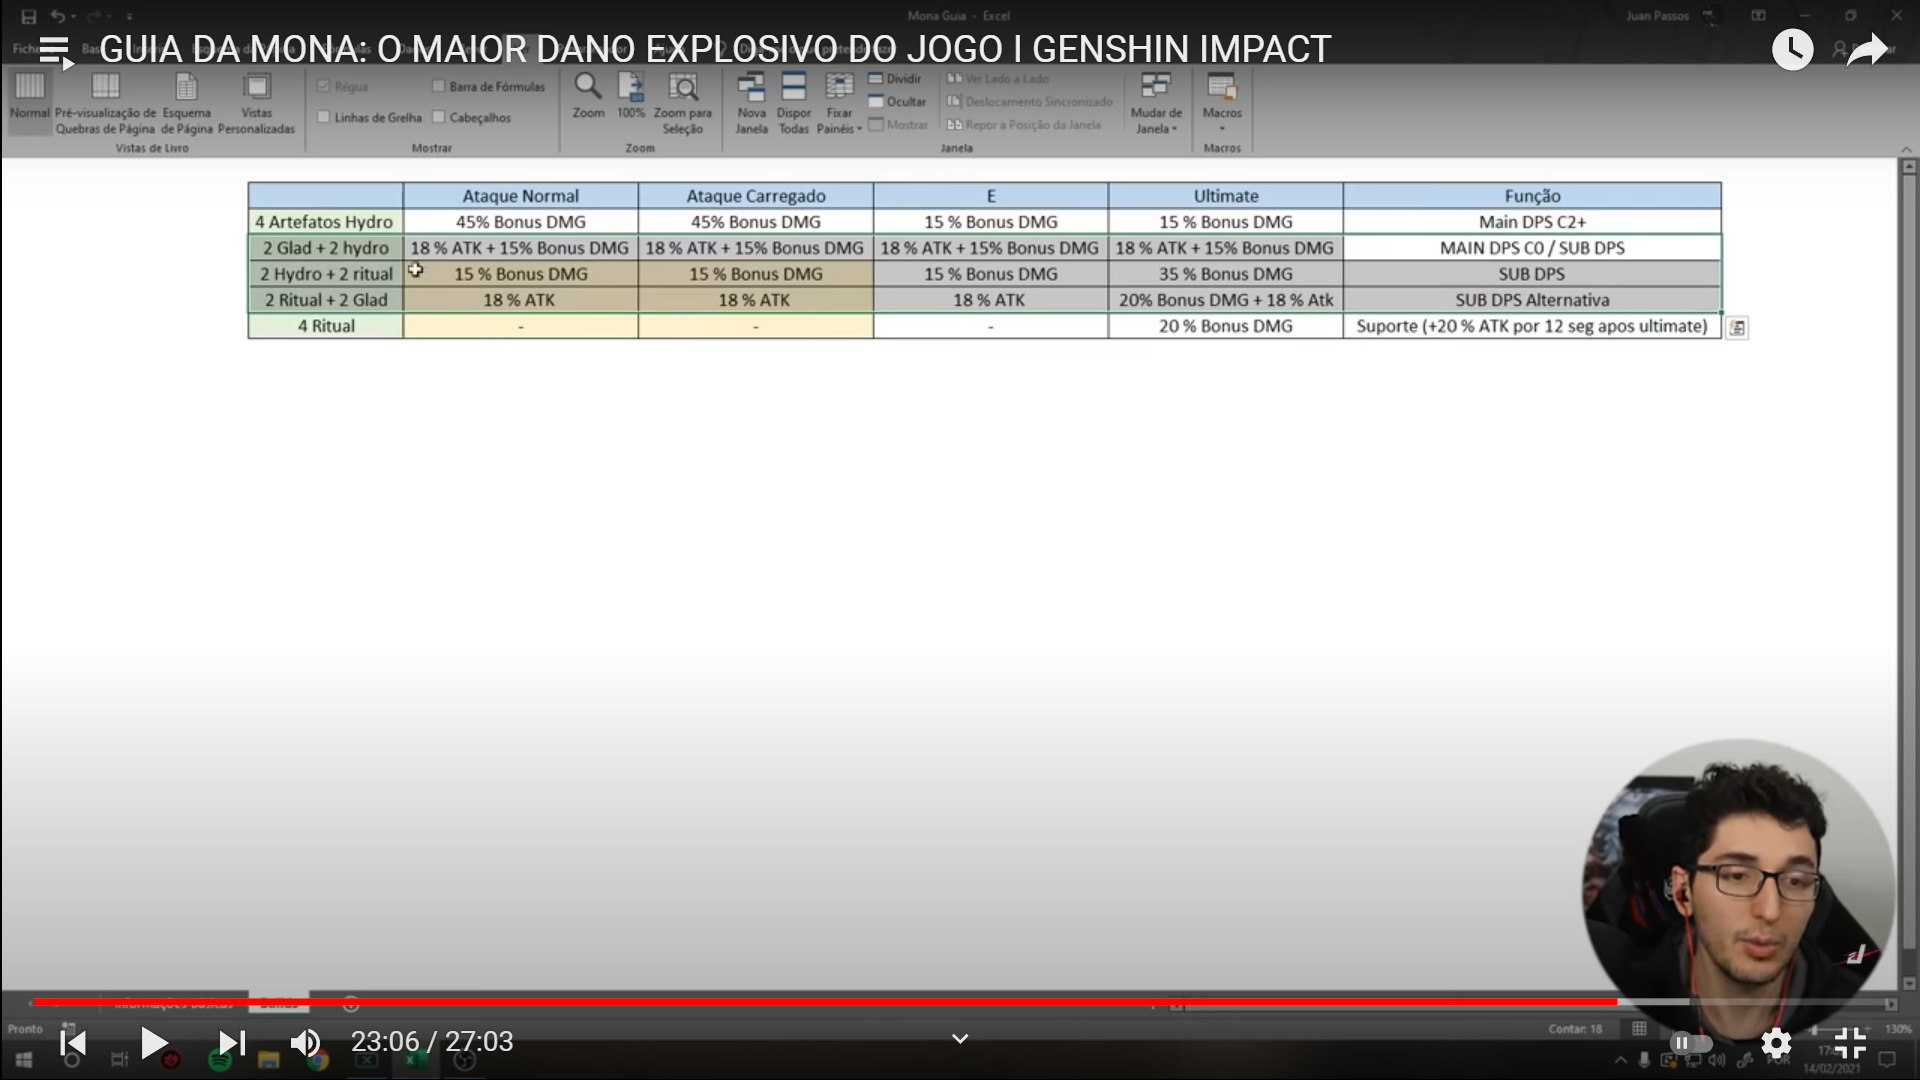 Mona Guia - Excel
Juan Passos
GUIA DA MONA: O MAIOR DANO EXPLOSIVO DO JOGO I GENSHIN IMPACT
Normal
Pré-visualização de Quebras de Página
Esquema de Página
Vistas Personalizadas
Vistas de Livro
Régua
Barra de Fórmulas
Linhas de Grelha
Cabeçalhos
Mostrar
Zoom
100%
Zoom para Seleção
Zoom
Nova Janela
Dispor Todas
Fixar Painéis
Dividir
Ocultar
Mostrar
Ver Lado a Lado
Deslocamento Sincronizado
Repor a Posição da Janela
Janela
Mudar de Janela
Macros
Macros
Ataque Normal Ataque Carregado E Ultimate Função
4 Artefatos Hydro 45% Bonus DMG 45% Bonus DMG 15 % Bonus DMG 15 % Bonus DMG Main DPS C2+
2 Glad + 2 hydro 18 % ATK + 15% Bonus DMG 18 % ATK + 15% Bonus DMG 18 % ATK + 15% Bonus DMG 18 % ATK + 15% Bonus DMG MAIN DPS C0 / SUB DPS
2 Hydro + 2 ritual 15 % Bonus DMG 15 % Bonus DMG 15 % Bonus DMG 35 % Bonus DMG SUB DPS
2 Ritual + 2 Glad 18 % ATK 18 % ATK 18 % ATK 20% Bonus DMG + 18 % Atk SUB DPS Alternativa
4 Ritual - - - 20 % Bonus DMG Suporte (+20 % ATK por 12 seg apos ultimate)
Pronto
Contar: 18
130%
23:06 / 27:03
14/02/2021